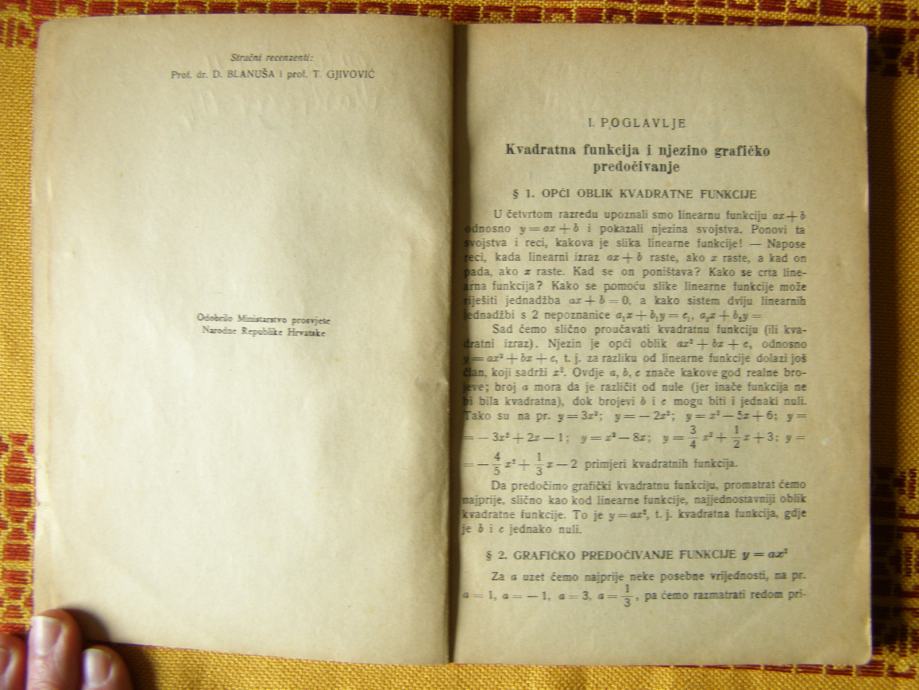 Stručni recenzenti:
Prof. dr. D. BLANUŠA i prof. T. GJIVOVIĆ
Odobrilo Ministarstvo prosvjete
Narodne Republike Hrvatske
I. POGLAVLJE
Kvadratna funkcija i njezino grafičko
predočivanje
§ 1. OPĆI OBLIK KVADRATNE FUNKCIJE
U četvrtom razredu upoznali smo linearnu funkciju ax + b
odnosno y = ax + b i pokazali njezina svojstva. Ponovi ta
svojstva i reci, kakova je slika linearne funkcije! — Napose
reci, kada linearni izraz ax + b raste, ako x raste, a kad on
pada, ako x raste. Kad se on poništava? Kako se crta line-
arna funkcija? Kako se pomoću slike linearne funkcije može
riješiti jednadžba ax + b = 0, a kako sistem dviju linearnih
jednadžbi s 2 nepoznanice a₁x + b₁y = c₁, a₂x + b₂y =
Sad ćemo slično proučavati kvadratnu funkciju (ili kva-
dratni izraz). Njezin je opći oblik ax² + bx + c, odnosno
y = ax² + bx + c, t. j. za razliku od linearne funkcije dolazi još
član, koji sadrži x². Ovdje a, b, c znače kakove god realne bro-
jeve; broj a mora da je različit od nule (jer inače funkcija ne
bi bila kvadratna), dok brojevi b i c mogu biti i jednaki nuli.
Tako su na pr. y = 3x²; y = — 2x²; y = x² — 5x + 6; y =
= — 3x² + 2x — 1; y = x² — 8x; y = 3/4 x² + 1/2 x + 3; y =
= — 4/5 x² + 1/3 x — 2 primjeri kvadratnih funkcija.
Da predočimo grafički kvadratnu funkciju, promatrat ćemo
najprije, slično kao kod linearne funkcije, najjednostavniji oblik
kvadratne funkcije. To je y = ax², t. j. kvadratna funkcija, gdje
je b i c jednako nuli.
§ 2. GRAFIČKO PREDOČIVANJE FUNKCIJE y = ax²
Za a uzet ćemo najprije neke posebne vrijednosti, na pr.
a = 1, a = — 1, a = 3, a = 1/3, pa ćemo razmatrati redom pri-